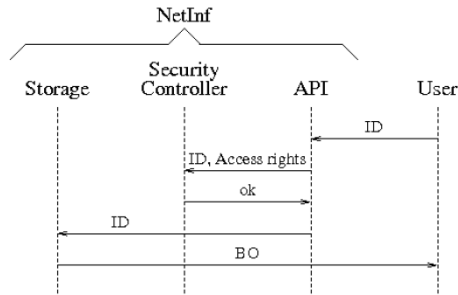 NetInf
Storage
Security
Controller
API
User
ID
ID, Access rights
ok
ID
BO